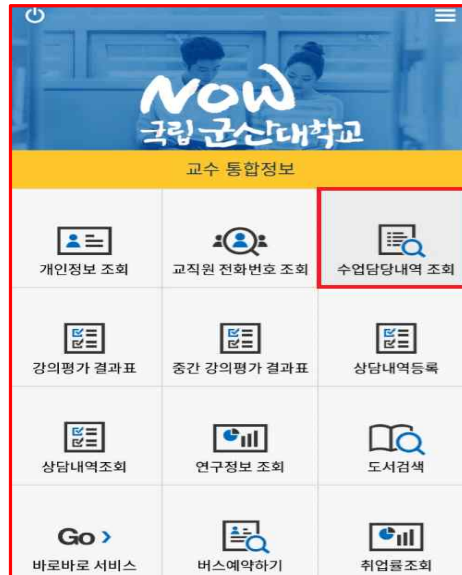 Now
국립군산대학교
교수 통합정보
개인정보 조회
교직원 전화번호 조회
수업담당내역 조회
강의평가 결과표
중간 강의평가 결과표
상담내역등록
상담내역조회
연구정보 조회
도서검색
Go >
바로바로 서비스
버스예약하기
취업률조회